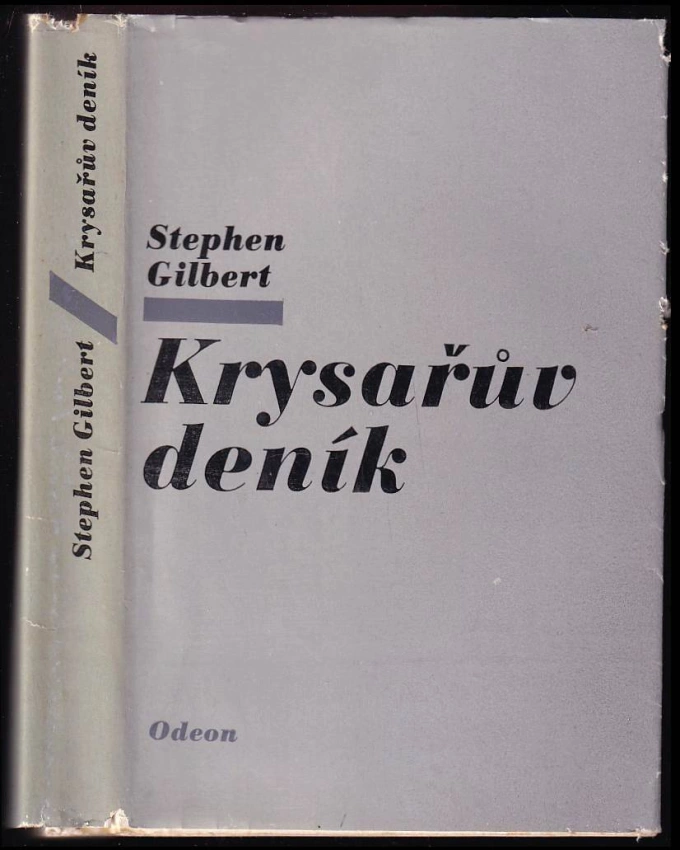 Stephen Gilbert / Krysařův deník
Stephen
Gilbert
Krysařův
deník
Odeon